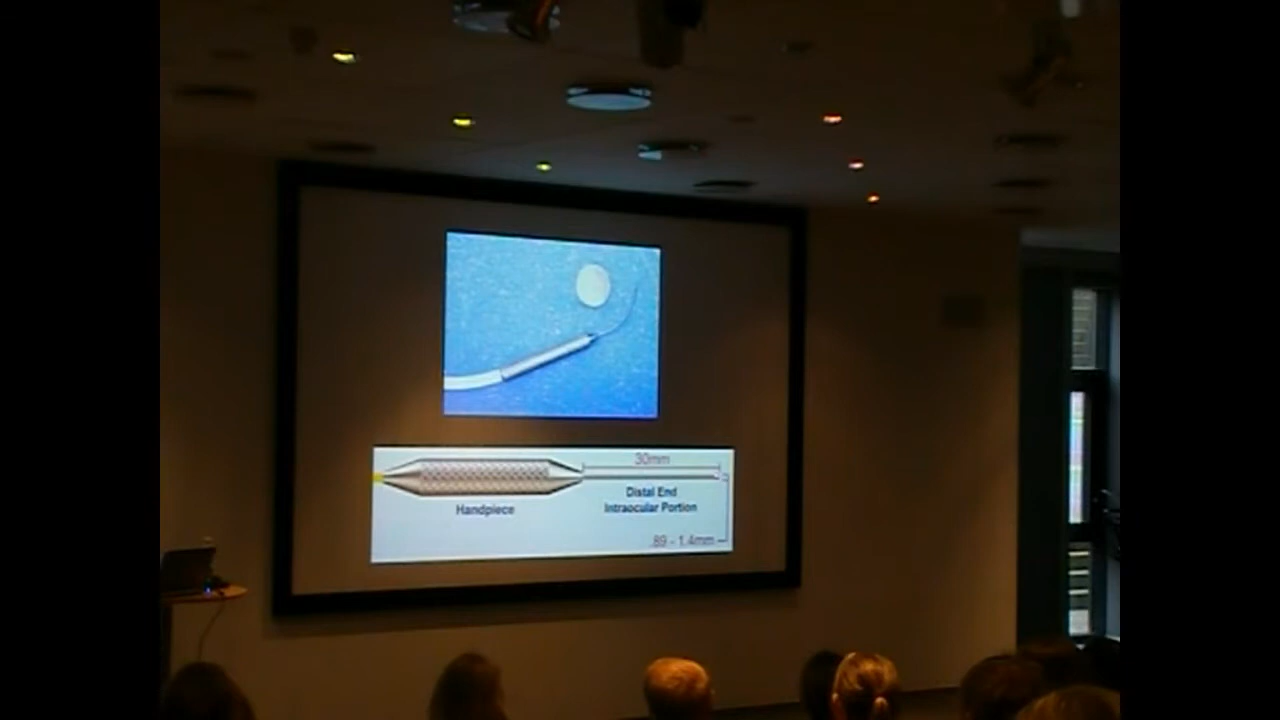 30mm
Distal End
Intraocular Portion
Handpiece
.89 - 1.4mm